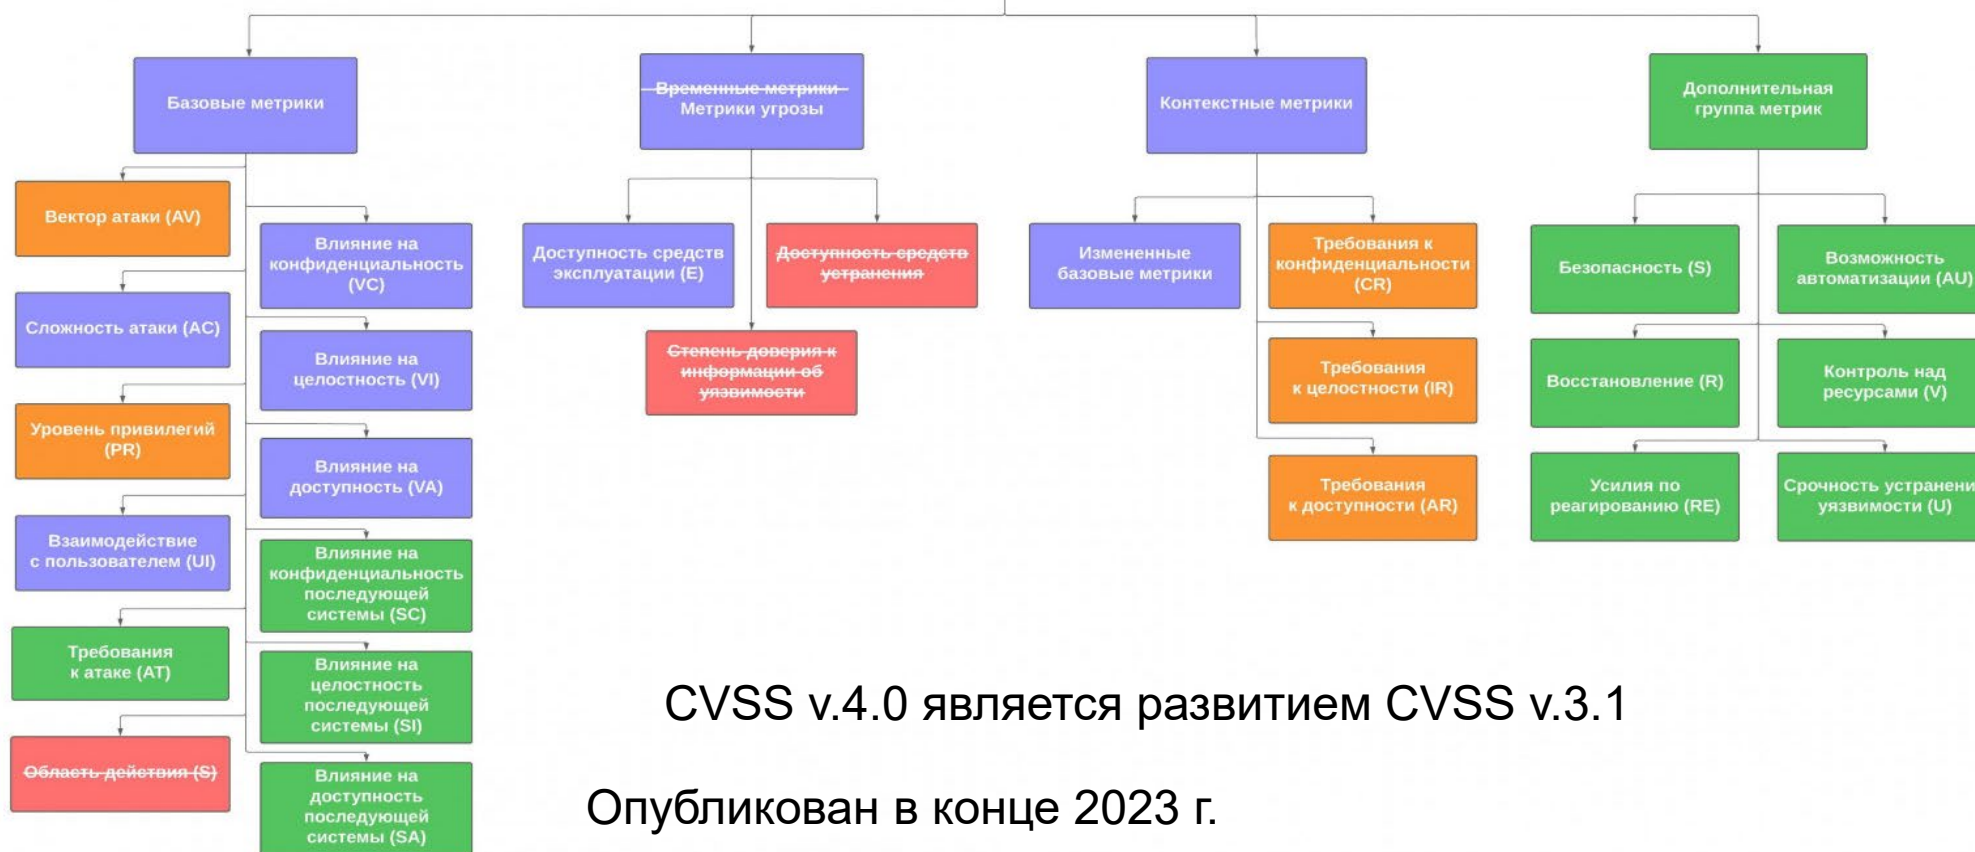 Базовые метрики
Временные метрики
Метрики угрозы
Контекстные метрики
Дополнительная
группа метрик
Вектор атаки (AV)
Сложность атаки (AC)
Уровень привилегий
(PR)
Взаимодействие
с пользователем (UI)
Требования
к атаке (AT)
Область действия (S)
Влияние на
конфиденциальность
(VC)
Влияние на
целостность (VI)
Влияние на
доступность (VA)
Влияние на
конфиденциальность
последующей
системы (SC)
Влияние на
целостность
последующей
системы (SI)
Влияние на
доступность
последующей
системы (SA)
Доступность средств
эксплуатации (E)
Доступность средств
устранения
Степень доверия к
информации об
уязвимости
Измененные
базовые метрики
Требования к
конфиденциальности
(CR)
Требования
к целостности (IR)
Требования
к доступности (AR)
Безопасность (S)
Возможность
автоматизации (AU)
Восстановление (R)
Контроль над
ресурсами (V)
Усилия по
реагированию (RE)
Срочность устранени
уязвимости (U)
CVSS v.4.0 является развитием CVSS v.3.1
Опубликован в конце 2023 г.